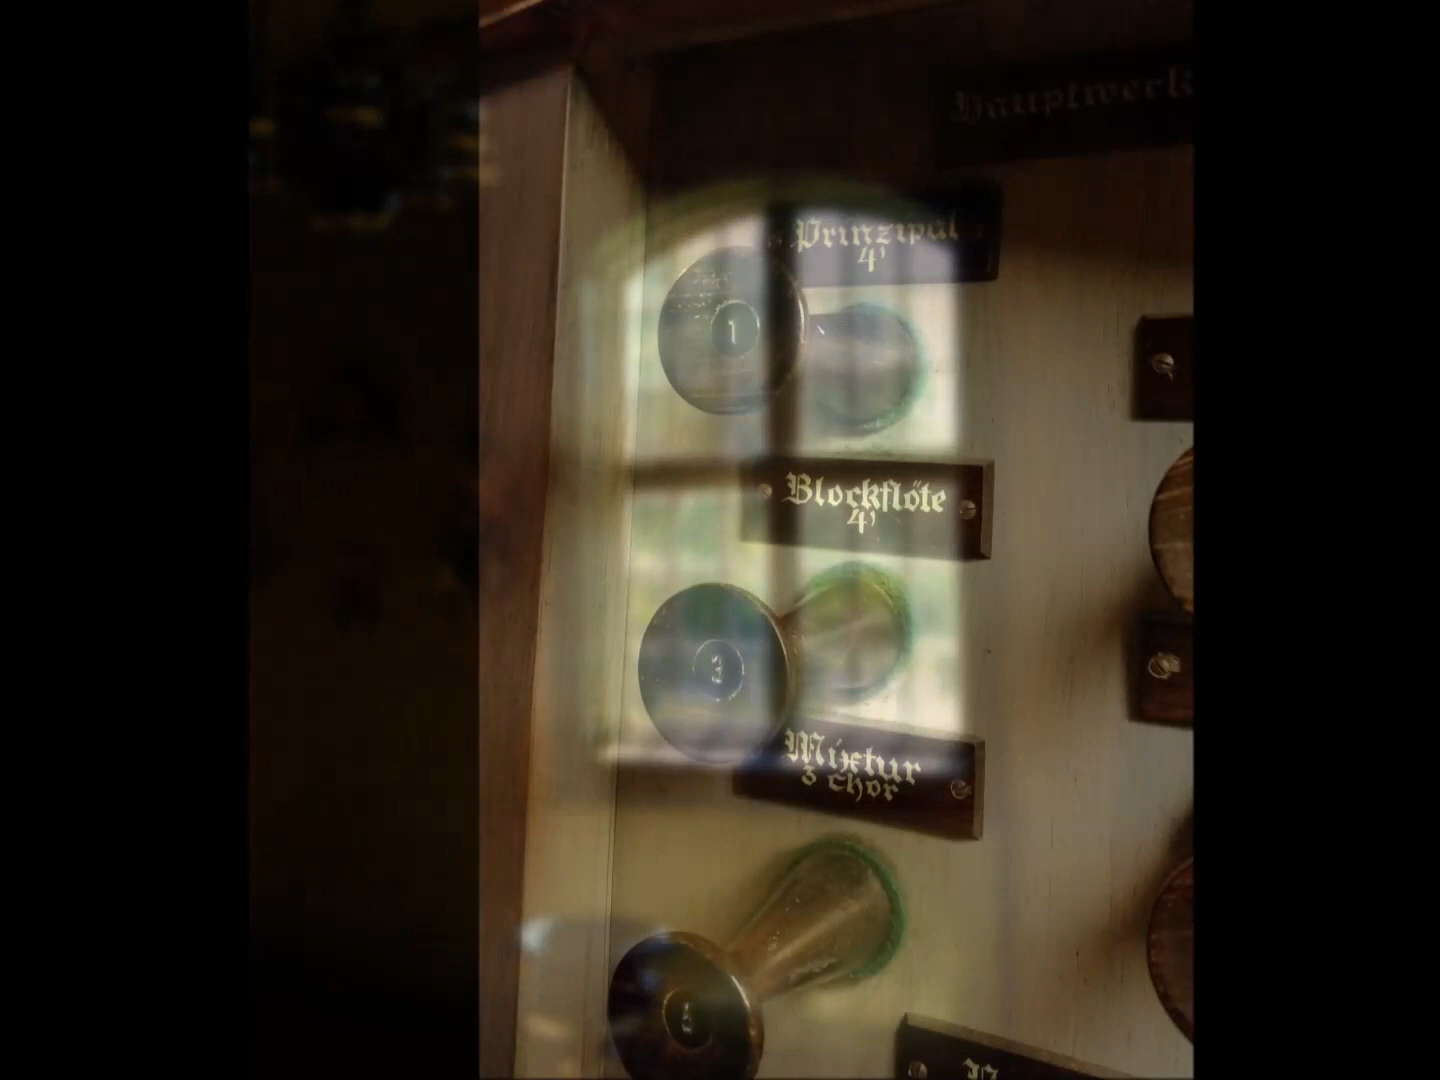 Hauptwerk
Prinzipal
4'
1
Blockflöte
4'
3
Mixtur
3 chor